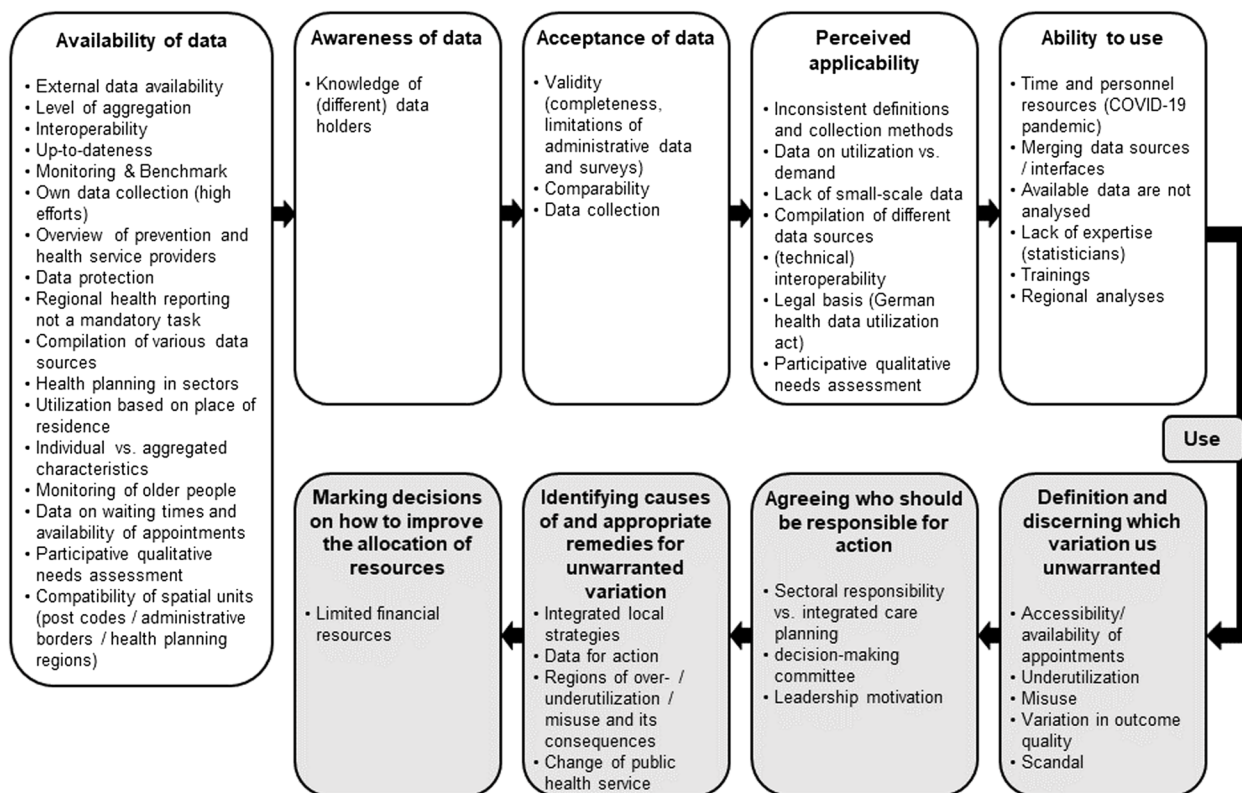 Availability of data
• External data availability
• Level of aggregation
• Interoperability
• Up-to-dateness
• Monitoring & Benchmark
• Own data collection (high
efforts)
• Overview of prevention and
health service providers
• Data protection
• Regional health reporting
not a mandatory task
• Compilation of various data
sources
• Health planning in sectors
• Utilization based on place of
residence
• Individual vs. aggregated
characteristics
• Monitoring of older people
• Data on waiting times and
availability of appointments
• Participative qualitative
needs assessment
• Compatibility of spatial units
(post codes / administrative
borders / health planning
regions)
Awareness of data
• Knowledge of
(different) data
holders
Acceptance of data
• Validity
(completeness,
limitations of
administrative data
and surveys)
• Comparability
• Data collection
Perceived
applicability
• Inconsistent definitions
and collection methods
• Data on utilization vs.
demand
• Lack of small-scale data
• Compilation of different
data sources
• (technical)
interoperability
• Legal basis (German
health data utilization
act)
• Participative qualitative
needs assessment
Ability to use
• Time and personnel
resources (COVID-19
pandemic)
• Merging data sources
/ interfaces
• Available data are not
analysed
• Lack of expertise
(statisticians)
• Trainings
• Regional analyses
Use
Definition and
discerning which
variation us
unwarranted
• Accessibility/
availability of
appointments
• Underutilization
• Misuse
• Variation in outcome
quality
• Scandal
Agreeing who should
be responsible for
action
• Sectoral responsibility
vs. integrated care
planning
• decision-making
committee
• Leadership motivation
Identifying causes
of and appropriate
remedies for
unwarranted
variation
• Integrated local
strategies
• Data for action
• Regions of over- /
underutilization /
misuse and its
consequences
• Change of public
health service
Marking decisions
on how to improve
the allocation of
resources
• Limited financial
resources